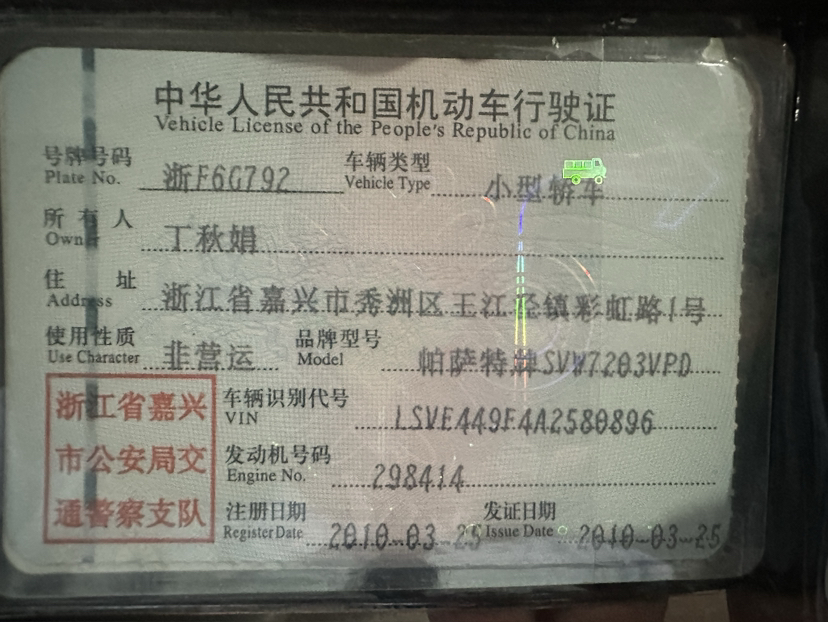 中华人民共和国机动车行驶证
Vehicle License of the People's Republic of China
号牌号码 浙F6G792 车辆类型 小型轿车
Plate No. Vehicle Type
所有人 丁秋娟
Owner
住址 浙江省嘉兴市秀洲区王江泾镇彩虹路1号
Address
使用性质 非营运 品牌型号 帕萨特牌SVW7203VPD
Use Character Model
浙江省嘉兴 车辆识别代号 LSVE449F4A2580896
VIN
市公安局交 发动机号码 298414
Engine No.
通警察支队 注册日期 2010-03-25 发证日期 2010-03-25
Register Date Issue Date